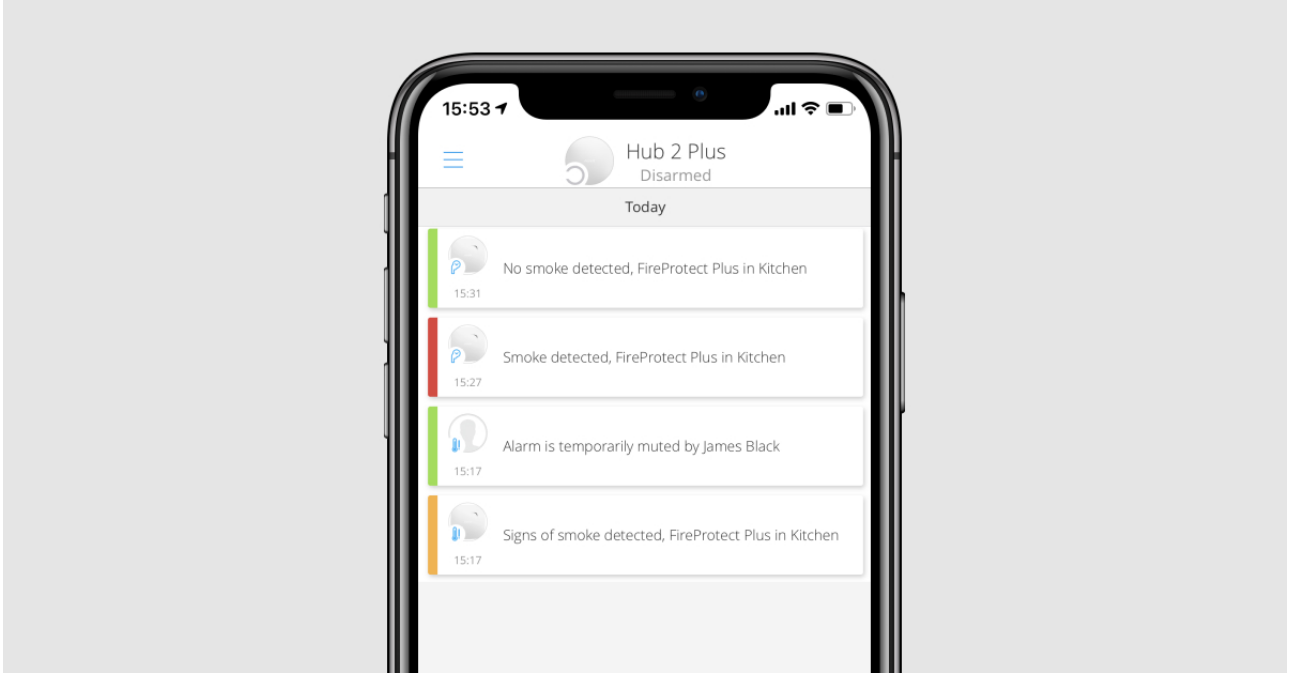 15:53
Hub 2 Plus
Disarmed
Today
No smoke detected, FireProtect Plus in Kitchen
15:31
Smoke detected, FireProtect Plus in Kitchen
15:27
Alarm is temporarily muted by James Black
15:17
Signs of smoke detected, FireProtect Plus in Kitchen
15:17